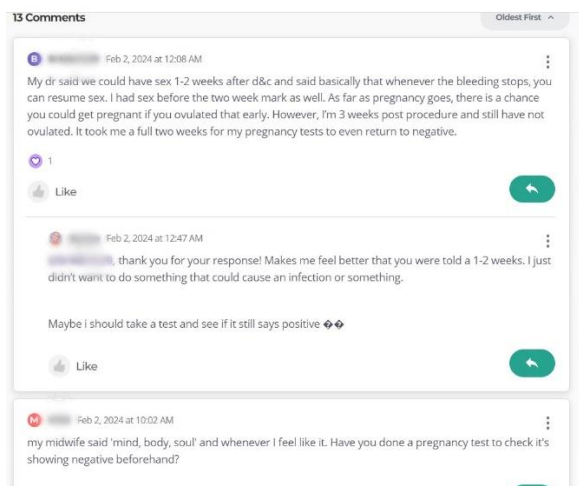 13 Comments
Oldest First
B
Feb 2, 2024 at 12:08 AM
My dr said we could have sex 1-2 weeks after d&c and said basically that whenever the bleeding stops, you
can resume sex. I had sex before the two week mark as well. As far as pregnancy goes, there is a chance
you could get pregnant if you ovulated that early. However, I'm 3 weeks post procedure and still have not
ovulated. It took me a full two weeks for my pregnancy tests to even return to negative.
1
Like
Feb 2, 2024 at 12:47 AM
, thank you for your response! Makes me feel better that you were told a 1-2 weeks. I just
didn't want to do something that could cause an infection or something.
Maybe i should take a test and see if it still says positive ��
Like
M
Feb 2, 2024 at 10:02 AM
my midwife said 'mind, body, soul' and whenever I feel like it. Have you done a pregnancy test to check it's
showing negative beforehand?